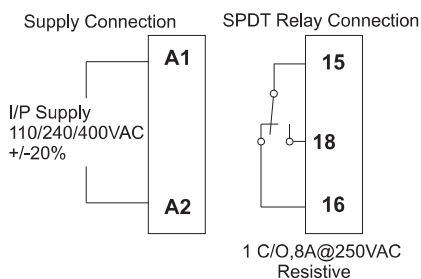 Supply Connection
SPDT Relay Connection
A1
I/P Supply
110/240/400VAC
+/-20%
A2
15
18
16
1 C/O,8A@250VAC
Resistive